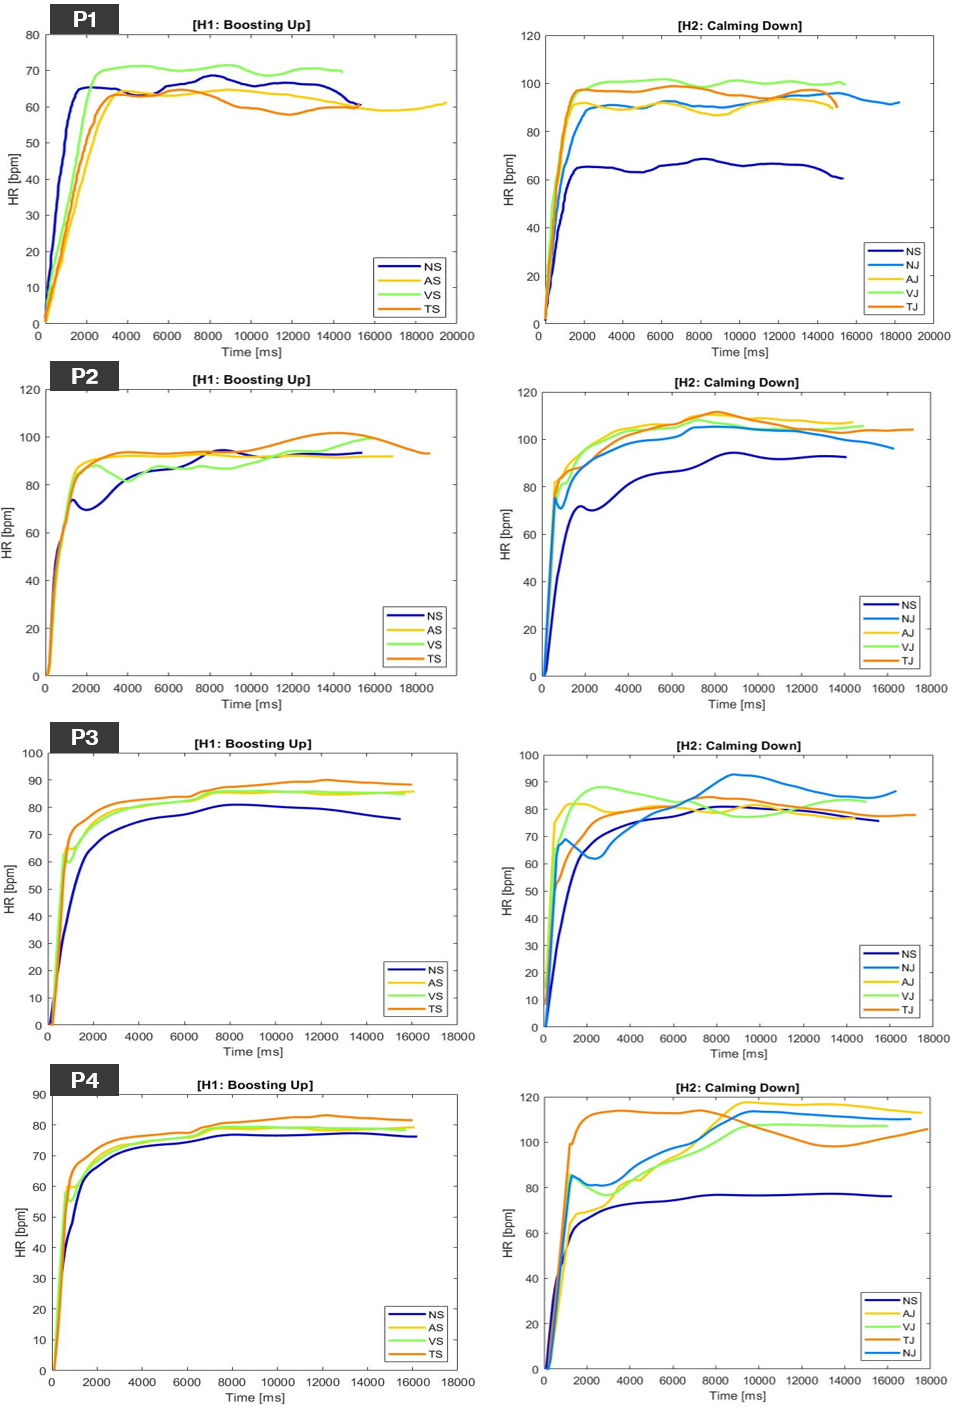 P1
[H1: Boosting Up]
HR [bpm]
80
70
60
50
40
30
20
10
0
0 2000 4000 6000 8000 10000 12000 14000 16000 18000 20000
Time [ms]
NS
AS
VS
TS
[H2: Calming Down]
HR [bpm]
120
100
80
60
40
20
0
0 2000 4000 6000 8000 10000 12000 14000 16000 18000 20000
Time [ms]
NS
NJ
AJ
VJ
TJ
P2
[H1: Boosting Up]
HR [bpm]
120
100
80
60
40
20
0
0 2000 4000 6000 8000 10000 12000 14000 16000 18000
Time [ms]
NS
AS
VS
TS
[H2: Calming Down]
HR [bpm]
120
100
80
60
40
20
0
0 2000 4000 6000 8000 10000 12000 14000 16000 18000
Time [ms]
NS
NJ
AJ
VJ
TJ
P3
[H1: Boosting Up]
HR [bpm]
100
90
80
70
60
50
40
30
20
10
0
0 2000 4000 6000 8000 10000 12000 14000 16000 18000
Time [ms]
NS
AS
VS
TS
[H2: Calming Down]
HR [bpm]
100
90
80
70
60
50
40
30
20
10
0
0 2000 4000 6000 8000 10000 12000 14000 16000 18000
Time [ms]
NS
NJ
AJ
VJ
TJ
P4
[H1: Boosting Up]
HR [bpm]
90
80
70
60
50
40
30
20
10
0
0 2000 4000 6000 8000 10000 12000 14000 16000 18000
Time [ms]
NS
AS
VS
TS
[H2: Calming Down]
HR [bpm]
120
100
80
60
40
20
0
0 2000 4000 6000 8000 10000 12000 14000 16000 18000
Time [ms]
NS
AJ
VJ
TJ
NJ